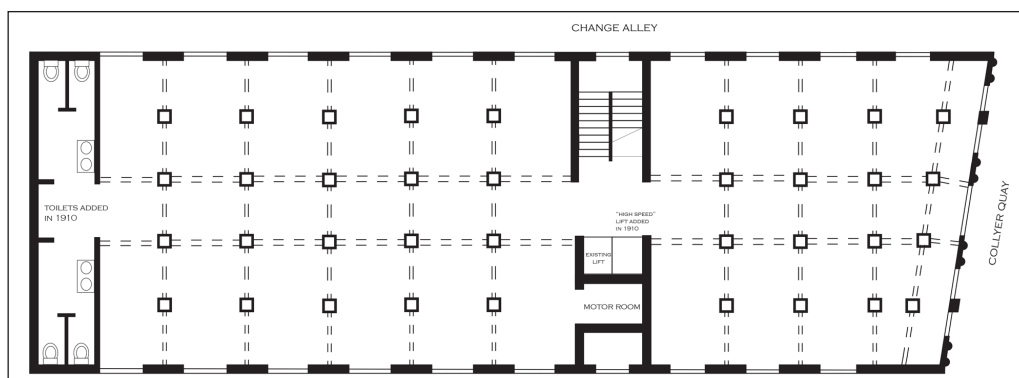 CHANGE ALLEY
TOILETS ADDED
IN 1910
"HIGH SPEED"
LIFT ADDED
IN 1910
EXISTING
LIFT
MOTOR ROOM
COLLYER QUAY